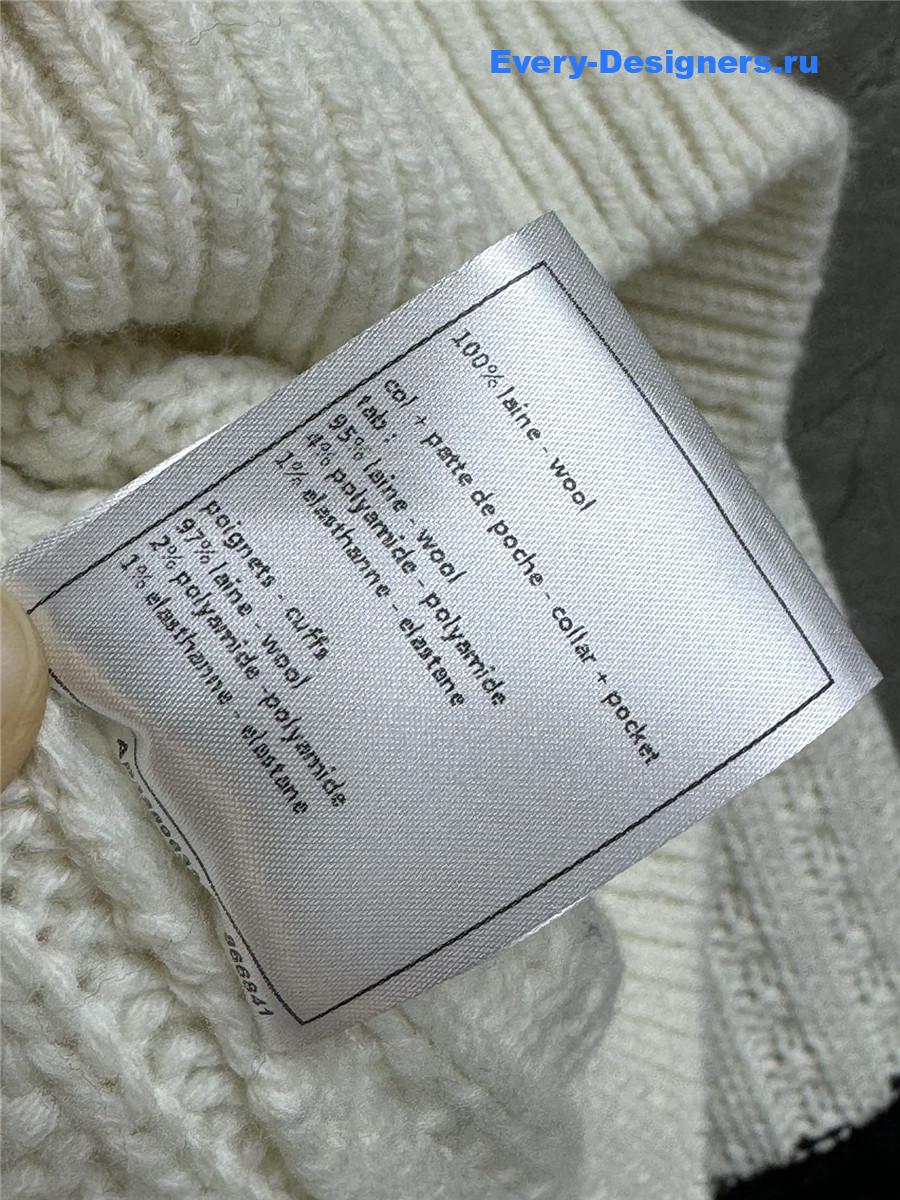 Every-Designers.ru
100% laine - wool
col + patte de poche - collar + pocket
tab :
95% laine - wool
4% polyamide - polyamide
1% elasthanne - elastane
poignets - cuffs
97% laine - wool
2% polyamide -polyamide
1% elasthanne - elastane
966841